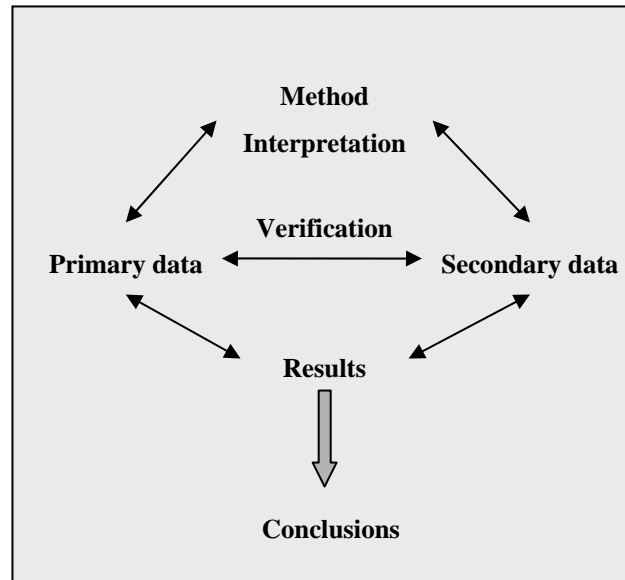 Method
Interpretation
Verification
Primary data
Secondary data
Results
Conclusions